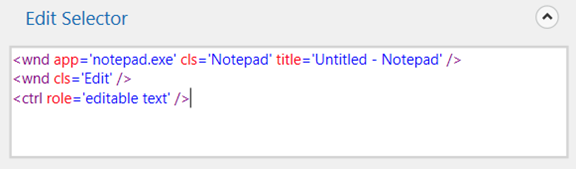 Edit Selector
<wnd app='notepad.exe' cls='Notepad' title='Untitled - Notepad' />
<wnd cls='Edit' />
<ctrl role='editable text' />